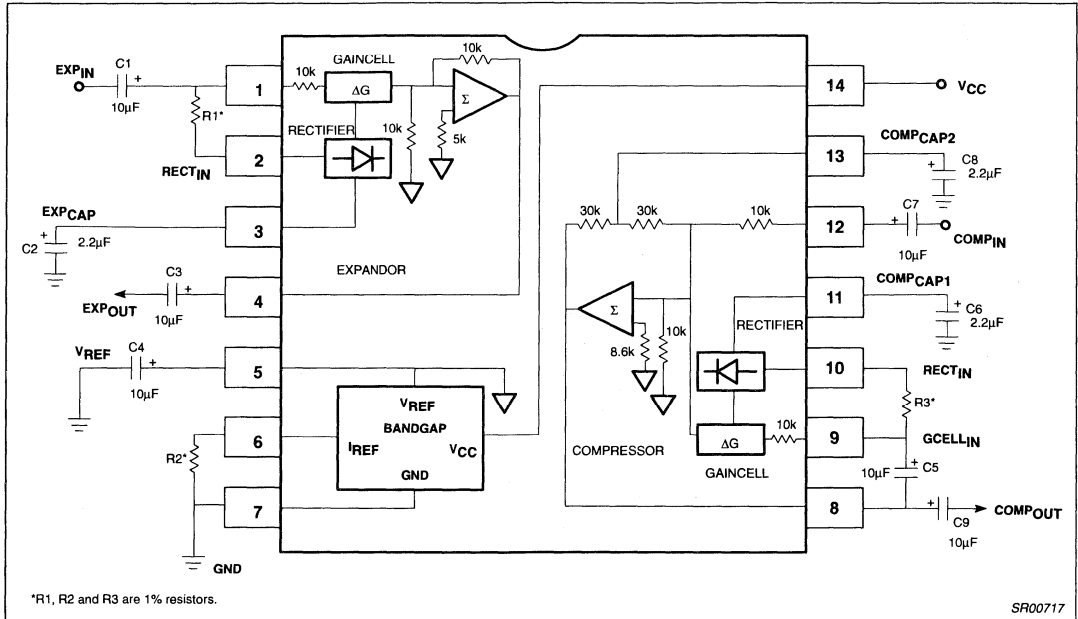 EXPIN
C1
+
10µF
R1*
RECTIN
EXPCAP
+
C2
2.2µF
C3
+
EXPOUT
10µF
VREF
C4
+
10µF
R2*
GND
1
2
3
4
5
6
7
10k
GAINCELL
ΔG
RECTIFIER
10k
10k
Σ
5k
EXPANDOR
VREF
BANDGAP
IREF
VCC
GND
30k
30k
10k
Σ
8.6k
10k
RECTIFIER
COMPRESSOR
ΔG
10k
GAINCELL
14
13
12
11
10
9
8
VCC
COMPCAP2
+
C8
2.2µF
C7
+
10µF
COMPIN
COMPCAP1
+
C6
2.2µF
RECTIN
R3*
GCELLIN
10µF
+
C5
+
C9
COMPOUT
10µF
*R1, R2 and R3 are 1% resistors.
SR00717